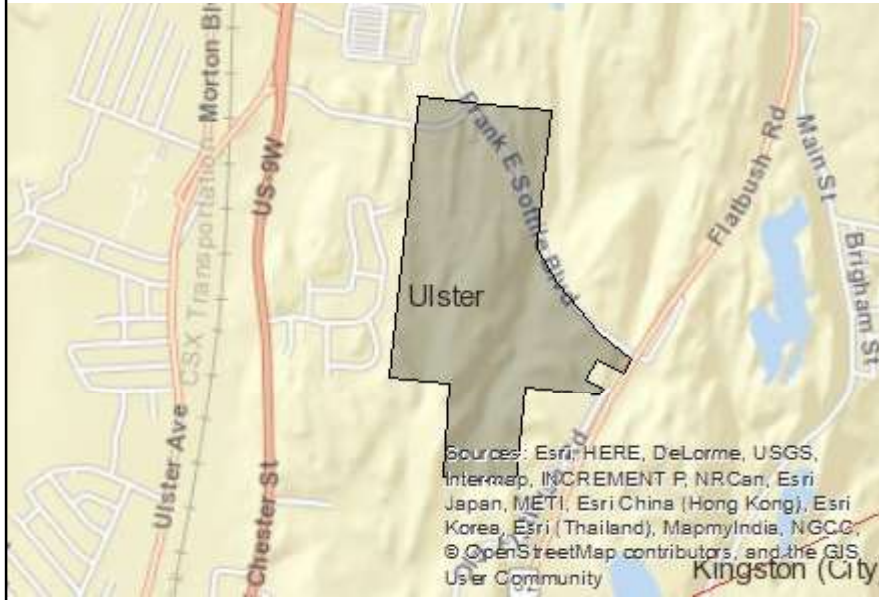 Morton Blv
CSX Transportation
US-9W
Ulster Ave
Chester St
Frank E Sottile Blvd
Flatbush Rd
Main St
Brigham St
Ulster
Sources: Esri, HERE, DeLorme, USGS,
Intermap, INCREMENT P, NRCan, Esri
Japan, METI, Esri China (Hong Kong), Esri
Korea, Esri (Thailand), MapmyIndia, NGCC,
© OpenStreetMap contributors, and the GIS
User Community
Kingston (City